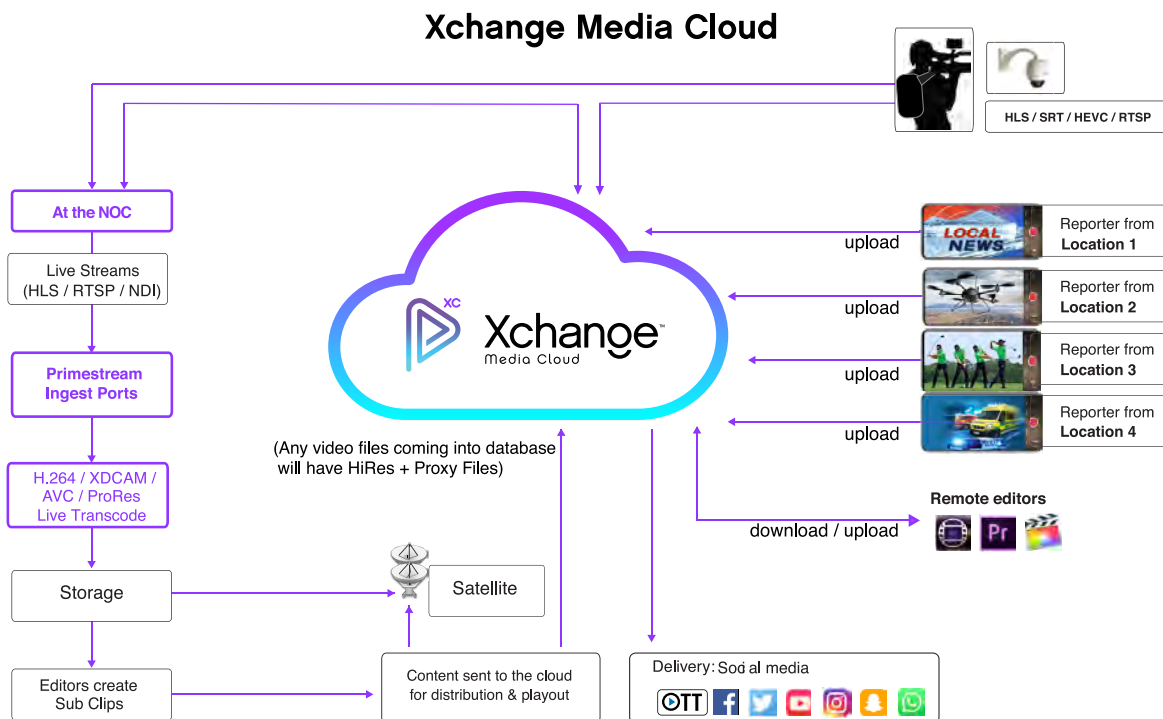 Xchange Media Cloud
HLS / SRT / HEVC / RTSP
At the NOC
Live Streams
(HLS / RTSP / NDI)
Primestream
Ingest Ports
H.264 / XDCAM /
AVC / ProRes
Live Transcode
Storage
Editors create
Sub Clips
XC
Xchange™
Media Cloud
(Any video files coming into database
will have HiRes + Proxy Files)
Satellite
Content sent to the cloud
for distribution & playout
upload
LOCAL
NEWS
Reporter from
Location 1
upload
Reporter from
Location 2
upload
Reporter from
Location 3
upload
Reporter from
Location 4
Remote editors
download / upload
Pr
Delivery: Social media
OTT